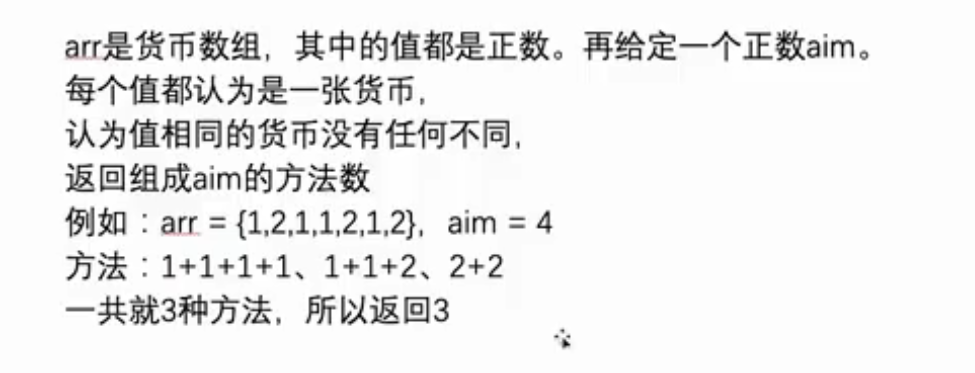 arr是货币数组，其中的值都是正数。再给定一个正数aim。
每个值都认为是一张货币，
认为值相同的货币没有任何不同，
返回组成aim的方法数
例如：arr = {1,2,1,1,2,1,2}，aim = 4
方法：1+1+1+1、1+1+2、2+2
一共就3种方法，所以返回3